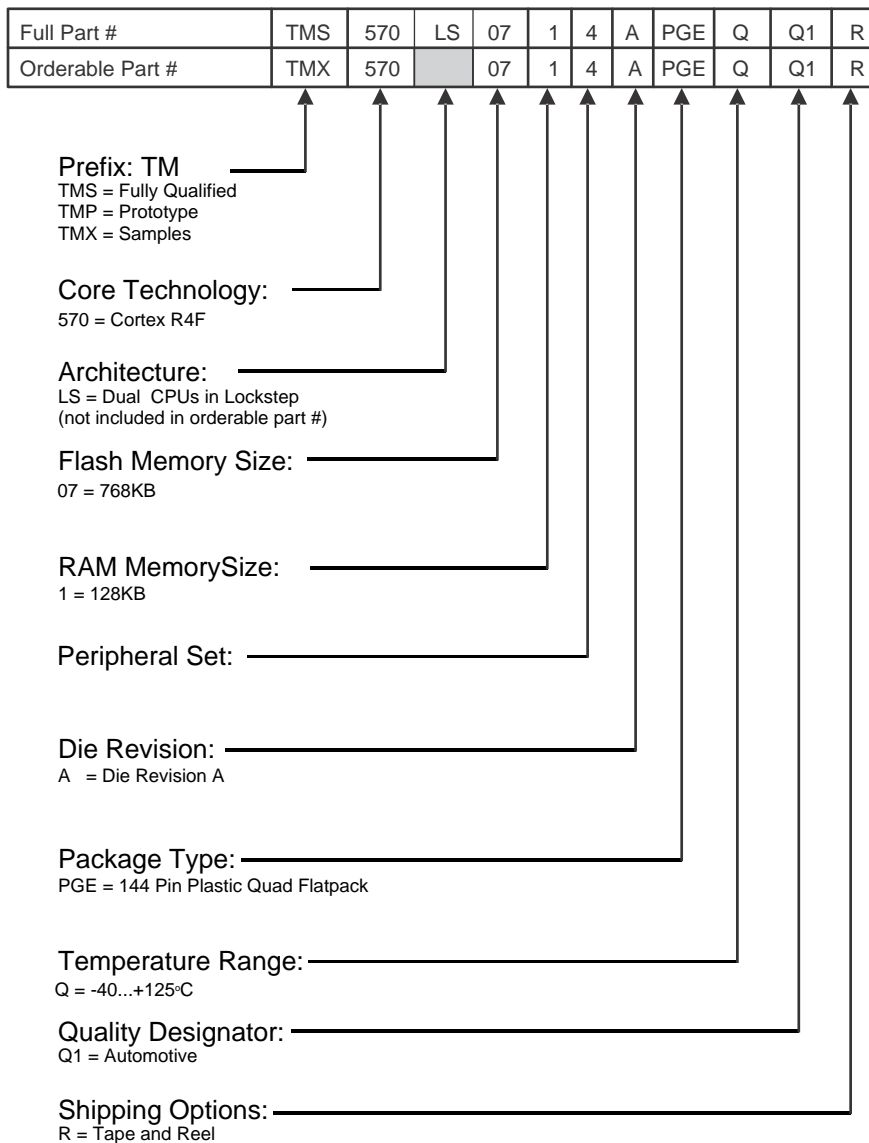 Full Part # TMS 570 LS 07 1 4 A PGE Q Q1 R
Orderable Part # TMX 570 07 1 4 A PGE Q Q1 R
Prefix: TM
TMS = Fully Qualified
TMP = Prototype
TMX = Samples
Core Technology:
570 = Cortex R4F
Architecture:
LS = Dual CPUs in Lockstep
(not included in orderable part #)
Flash Memory Size:
07 = 768KB
RAM MemorySize:
1 = 128KB
Peripheral Set:
Die Revision:
A = Die Revision A
Package Type:
PGE = 144 Pin Plastic Quad Flatpack
Temperature Range:
Q = -40...+125°C
Quality Designator:
Q1 = Automotive
Shipping Options:
R = Tape and Reel